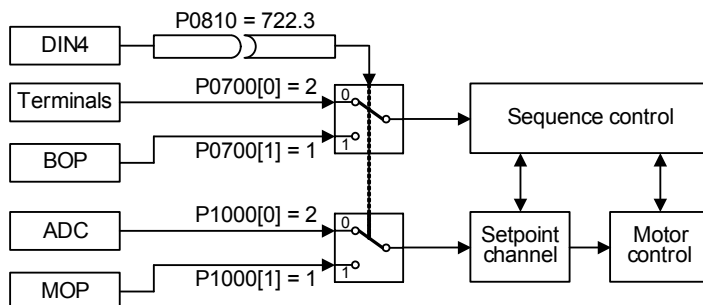 P0810 = 722.3
DIN4
Terminals
P0700[0] = 2
0
1
Sequence control
BOP
P0700[1] = 1
ADC
P1000[0] = 2
0
1
Setpoint
channel
Motor
control
MOP
P1000[1] = 1